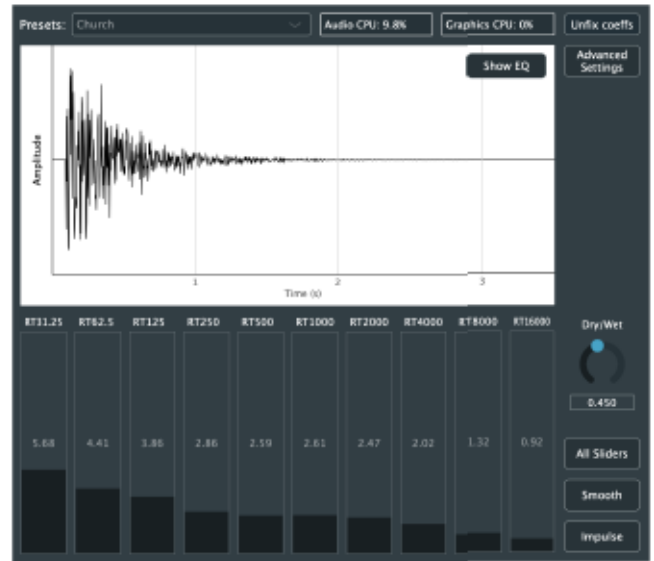 Presets:
Church
Audio CPU: 9.8%
Graphics CPU: 0%
Unfix coeffs
Show EQ
Advanced
Settings
Amplitude
1
2
3
Time (s)
RT31.25
RT62.5
RT125
RT250
RT500
RT1000
RT2000
RT4000
RT8000
RT16000
Dry/Wet
0.450
5.68
4.41
3.86
2.86
2.59
2.61
2.47
2.02
1.32
0.92
All Sliders
Smooth
Impulse